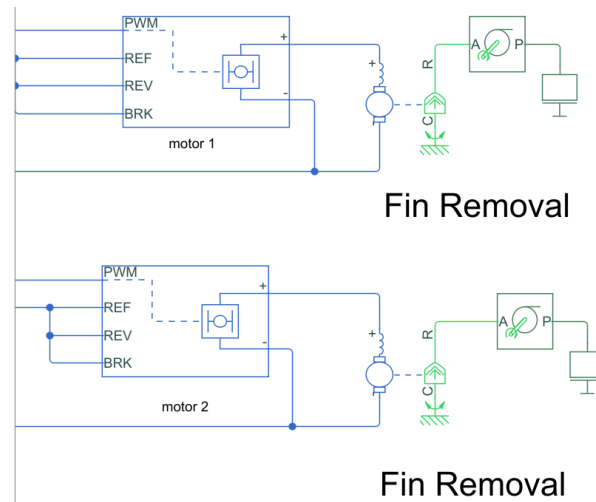 PWM
+
REF
REV
-
BRK
motor 1
+
-
R
C
A
P
Fin Removal
PWM
+
REF
REV
-
BRK
motor 2
+
-
R
C
A
P
Fin Removal